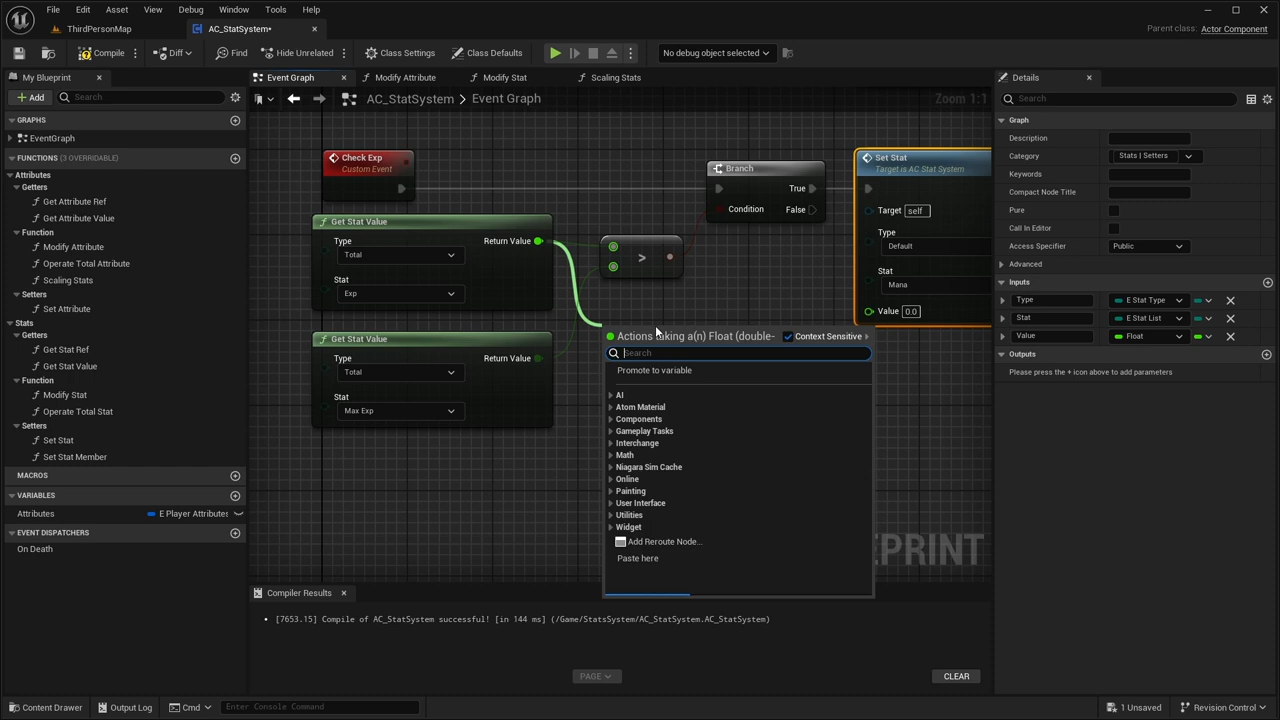 File Edit Asset View Debug Window Tools Help
ThirdPersonMap
AC_StatSystem*
Parent class: Actor Component
Compile Diff Find Hide Unrelated Class Settings Class Defaults No debug object selected
My Blueprint
Event Graph
Modify Attribute
Modify Stat
Scaling Stats
Details
+ Add Search
AC_StatSystem > Event Graph
Zoom 1:1
Search
GRAPHS
EventGraph
FUNCTIONS (3 OVERRIDABLE)
Attributes
Getters
Get Attribute Ref
Get Attribute Value
Function
Modify Attribute
Operate Total Attribute
Scaling Stats
Setters
Set Attribute
Stats
Getters
Get Stat Ref
Get Stat Value
Function
Modify Stat
Operate Total Stat
Setters
Set Stat
Set Stat Member
MACROS
VARIABLES
Attributes E Player Attributes
EVENT DISPATCHERS
On Death
Check Exp
Custom Event
Get Stat Value
Type Return Value
Total
Stat
Exp
Get Stat Value
Type Return Value
Total
Stat
Max Exp
>
Branch
True
Condition False
Set Stat
Target is AC Stat System
Target self
Type
Default
Stat
Mana
Value 0.0
Actions taking a(n) Float (double- Context Sensitive
Search
Promote to variable
AI
Atom Material
Components
Gameplay Tasks
Interchange
Math
Niagara Sim Cache
Online
Painting
User Interface
Utilities
Widget
Add Reroute Node...
Paste here
Graph
Description
Category Stats | Setters
Keywords
Compact Node Title
Pure
Call In Editor
Access Specifier Public
Advanced
Inputs
Type E Stat Type
Stat E Stat List
Value Float
Outputs
Please press the + icon above to add parameters
Compiler Results
[7653.15] Compile of AC_StatSystem successful! [in 144 ms] (/Game/StatsSystem/AC_StatSystem.AC_StatSystem)
PAGE
CLEAR
Content Drawer Output Log Cmd Enter Console Command 1 Unsaved Revision Control